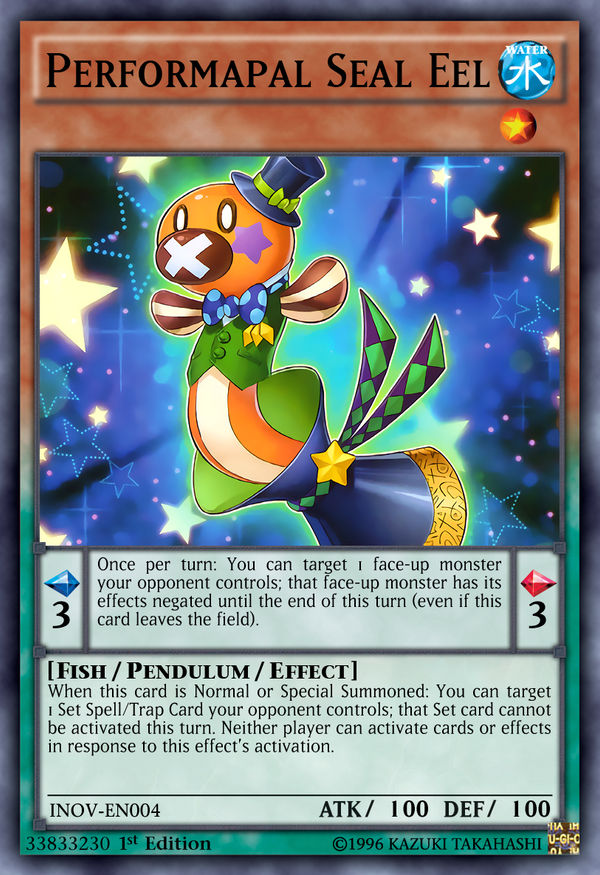 Performapal Seal Eel
WATER
水
Once per turn: You can target 1 face-up monster
your opponent controls; that face-up monster has its
effects negated until the end of this turn (even if this
card leaves the field).
3
3
[Fish / Pendulum / Effect]
When this card is Normal or Special Summoned: You can target
1 Set Spell/Trap Card your opponent controls; that Set card cannot
be activated this turn. Neither player can activate cards or effects
in response to this effect's activation.
INOV-EN004
ATK/ 100 DEF/ 100
33833230 1st Edition
©1996 KAZUKI TAKAHASHI